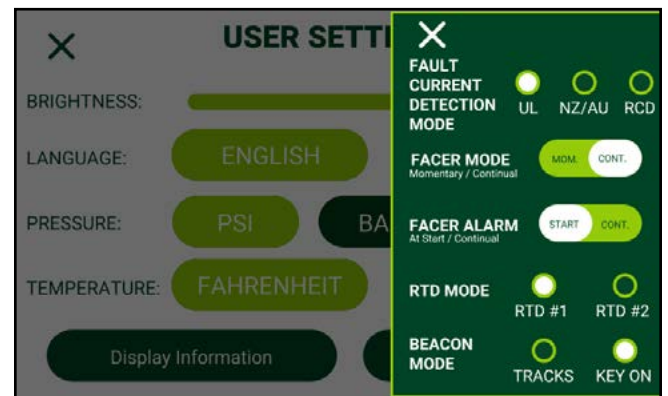 USER SETTI
BRIGHTNESS:
LANGUAGE: ENGLISH
PRESSURE: PSI BA
TEMPERATURE: FAHRENHEIT
Display Information
FAULT
CURRENT
DETECTION
MODE
UL NZ/AU RCD
FACER MODE
Momentary / Continual
MOM. CONT.
FACER ALARM
At Start / Continual
START CONT.
RTD MODE
RTD #1 RTD #2
BEACON
MODE
TRACKS KEY ON